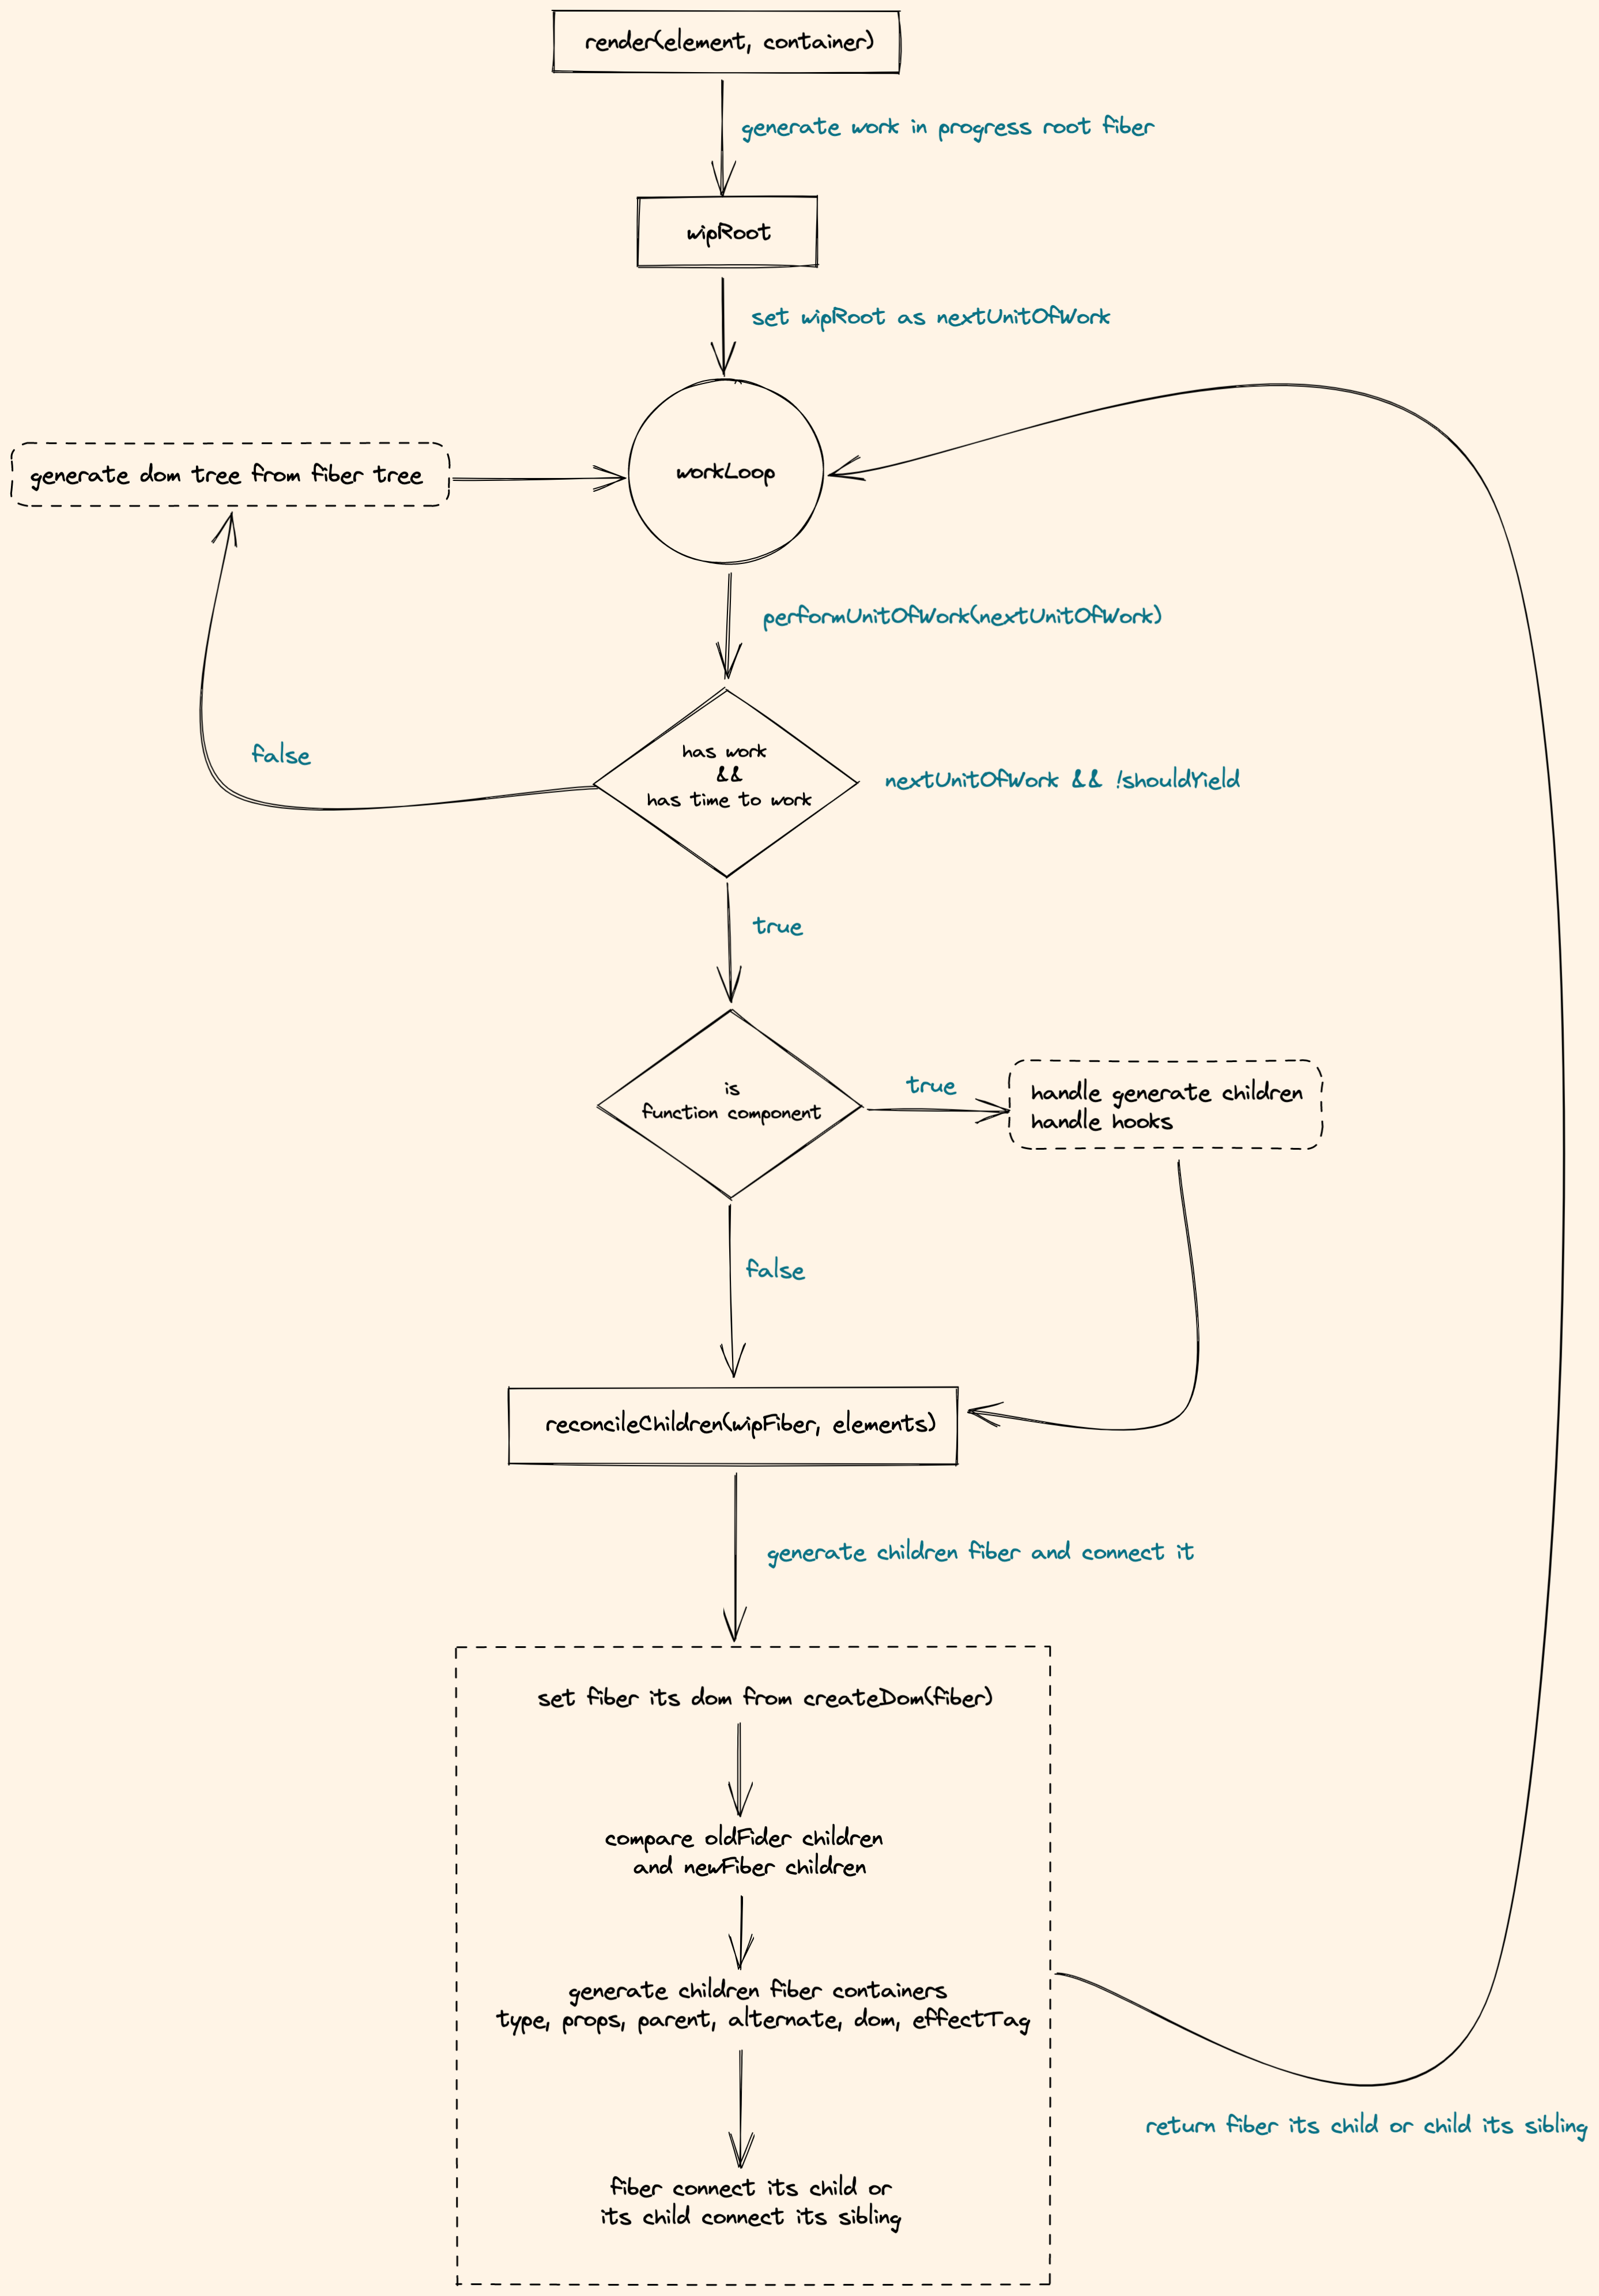 render(element, container)
generate work in progress root fiber
wipRoot
set wipRoot as nextUnitOfWork
generate dom tree from fiber tree
workLoop
performUnitOfWork(nextUnitOfWork)
has work
&&
has time to work
nextUnitOfWork && !shouldYield
false
true
is
function component
true
handle generate children
handle hooks
false
reconcileChildren(wipFiber, elements)
generate children fiber and connect it
set fiber its dom from createDom(fiber)
compare oldFider children
and newFiber children
generate children fiber containers
type, props, parent, alternate, dom, effectTag
return fiber its child or child its sibling
fiber connect its child or
its child connect its sibling